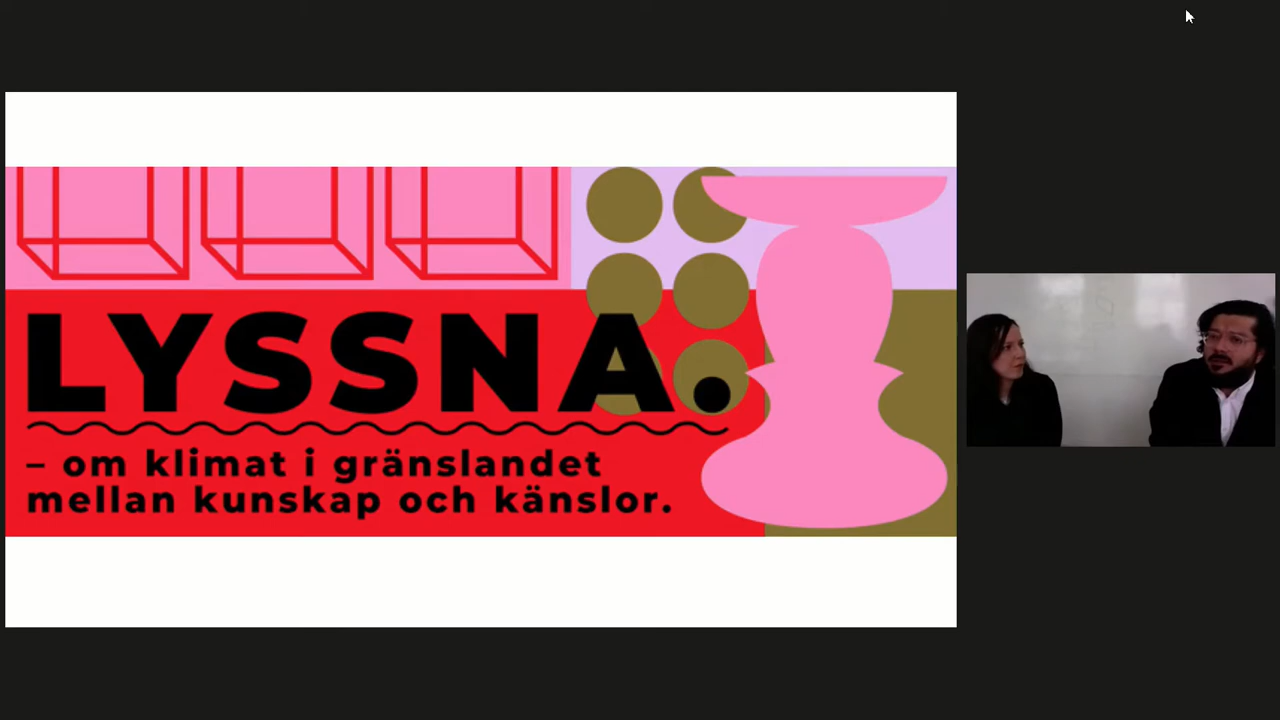 LYSSNA.
– om klimat i gränslandet
mellan kunskap och känslor.